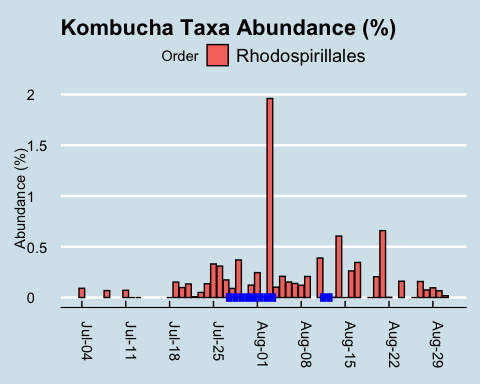 Kombucha Taxa Abundance (%)
Order Rhodospirillales
Abundance (%)
2
1.5
1
0.5
0
Jul-04
Jul-11
Jul-18
Jul-25
Aug-01
Aug-08
Aug-15
Aug-22
Aug-29